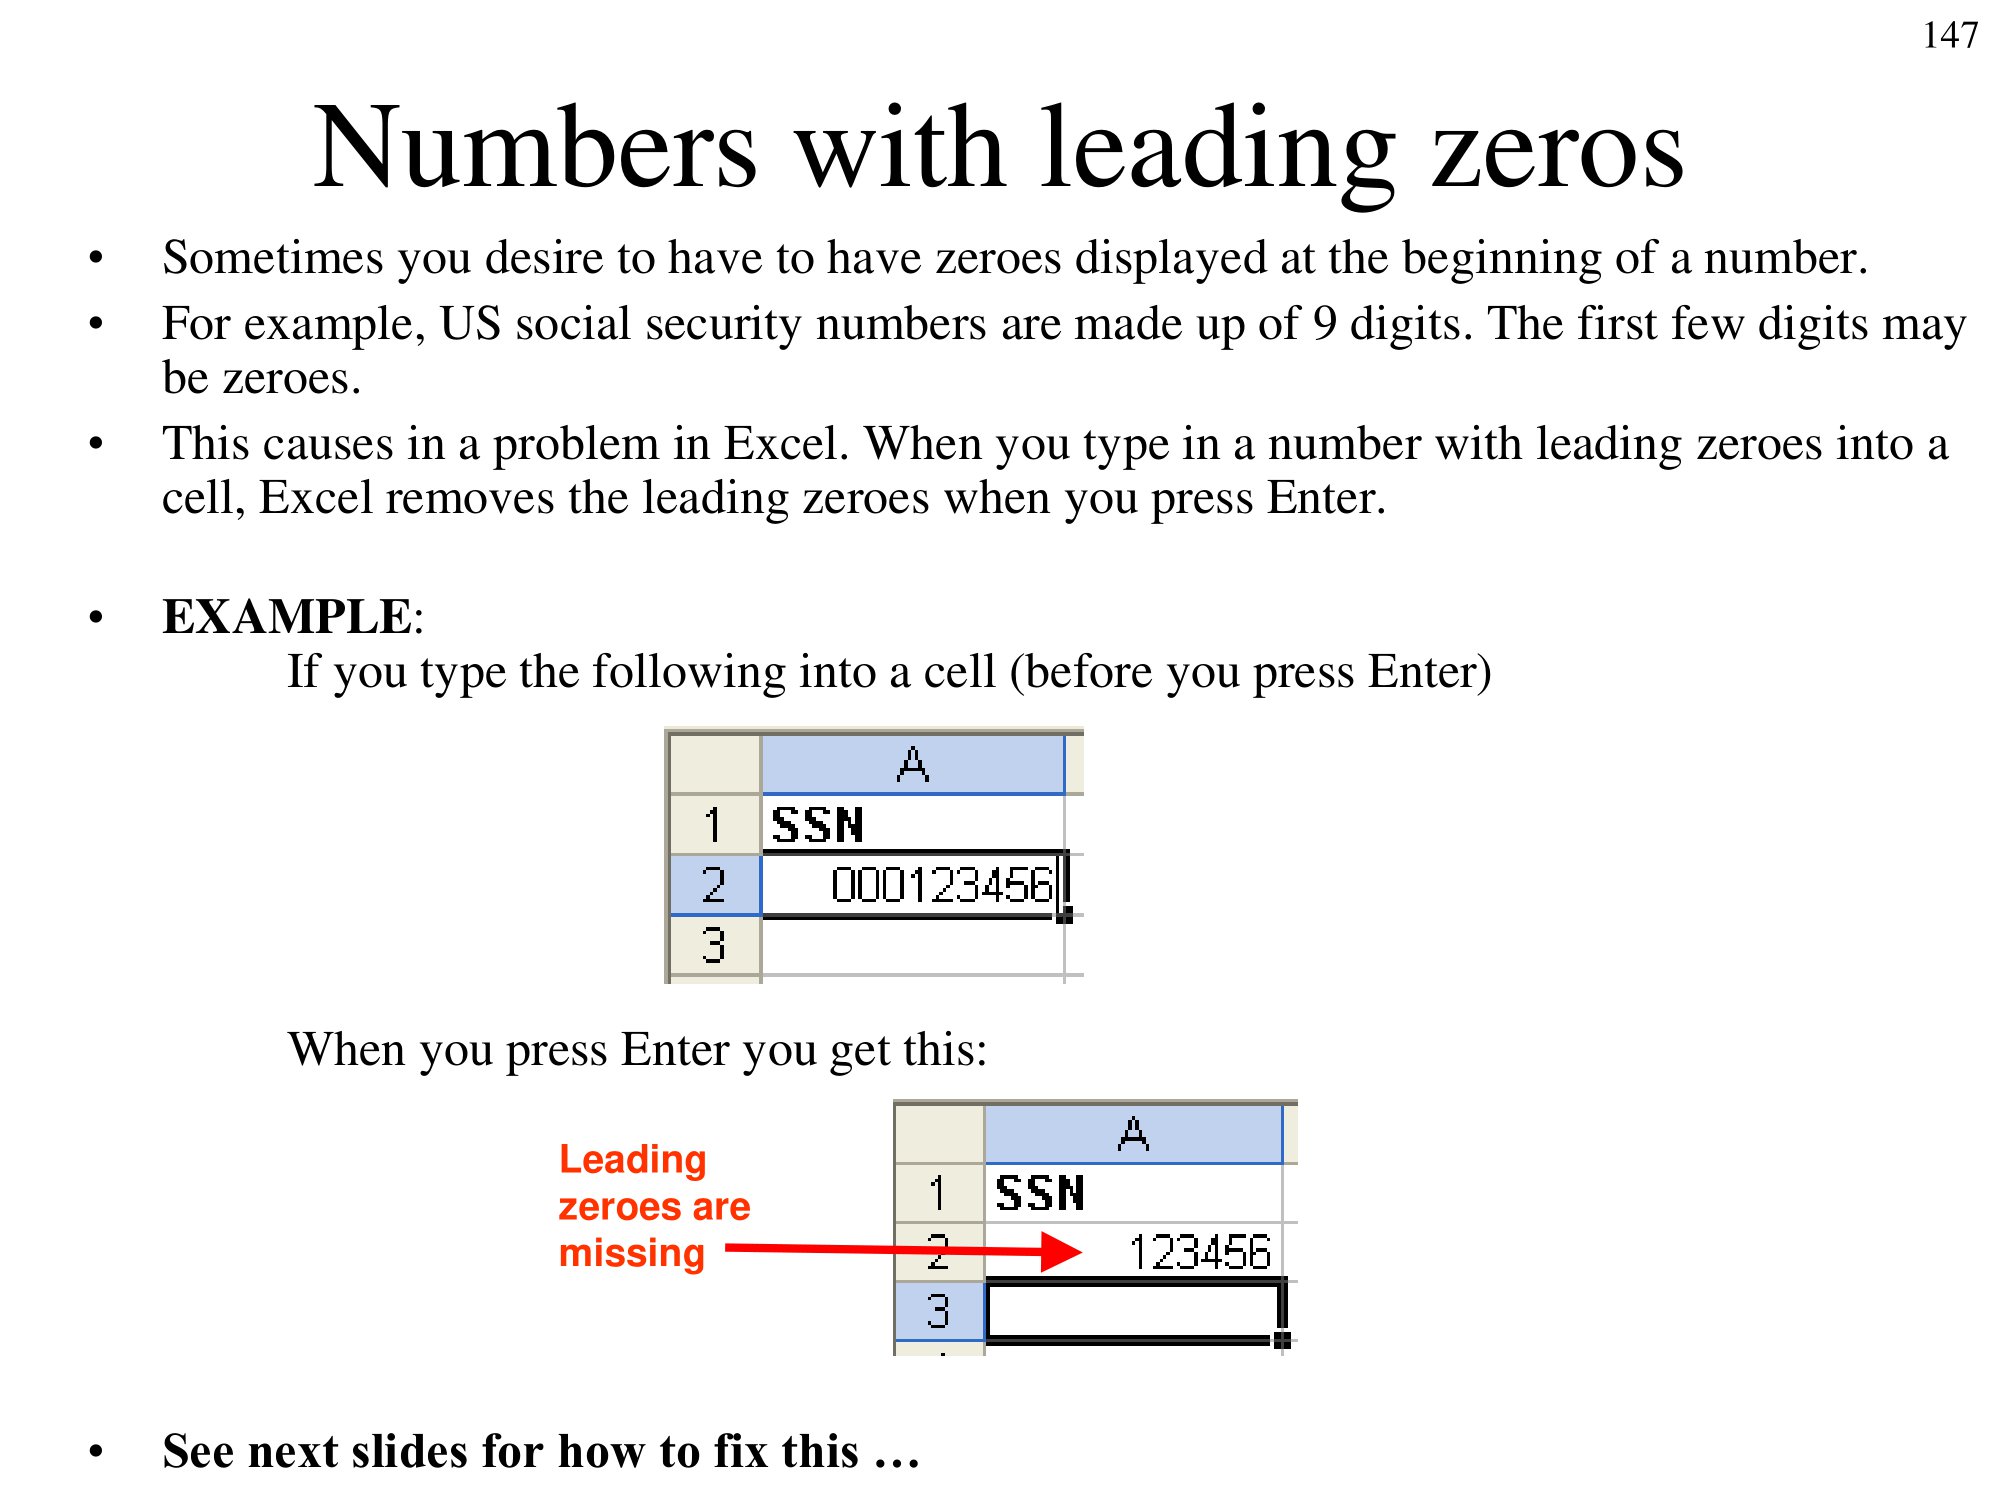 147
Numbers with leading zeros
• Sometimes you desire to have to have zeroes displayed at the beginning of a number.
• For example, US social security numbers are made up of 9 digits. The first few digits may
be zeroes.
• This causes in a problem in Excel. When you type in a number with leading zeroes into a
cell, Excel removes the leading zeroes when you press Enter.
• EXAMPLE:
If you type the following into a cell (before you press Enter)
A
1 SSN
2 000123456
3
When you press Enter you get this:
Leading
zeroes are
missing
A
1 SSN
2 123456
3
• See next slides for how to fix this …